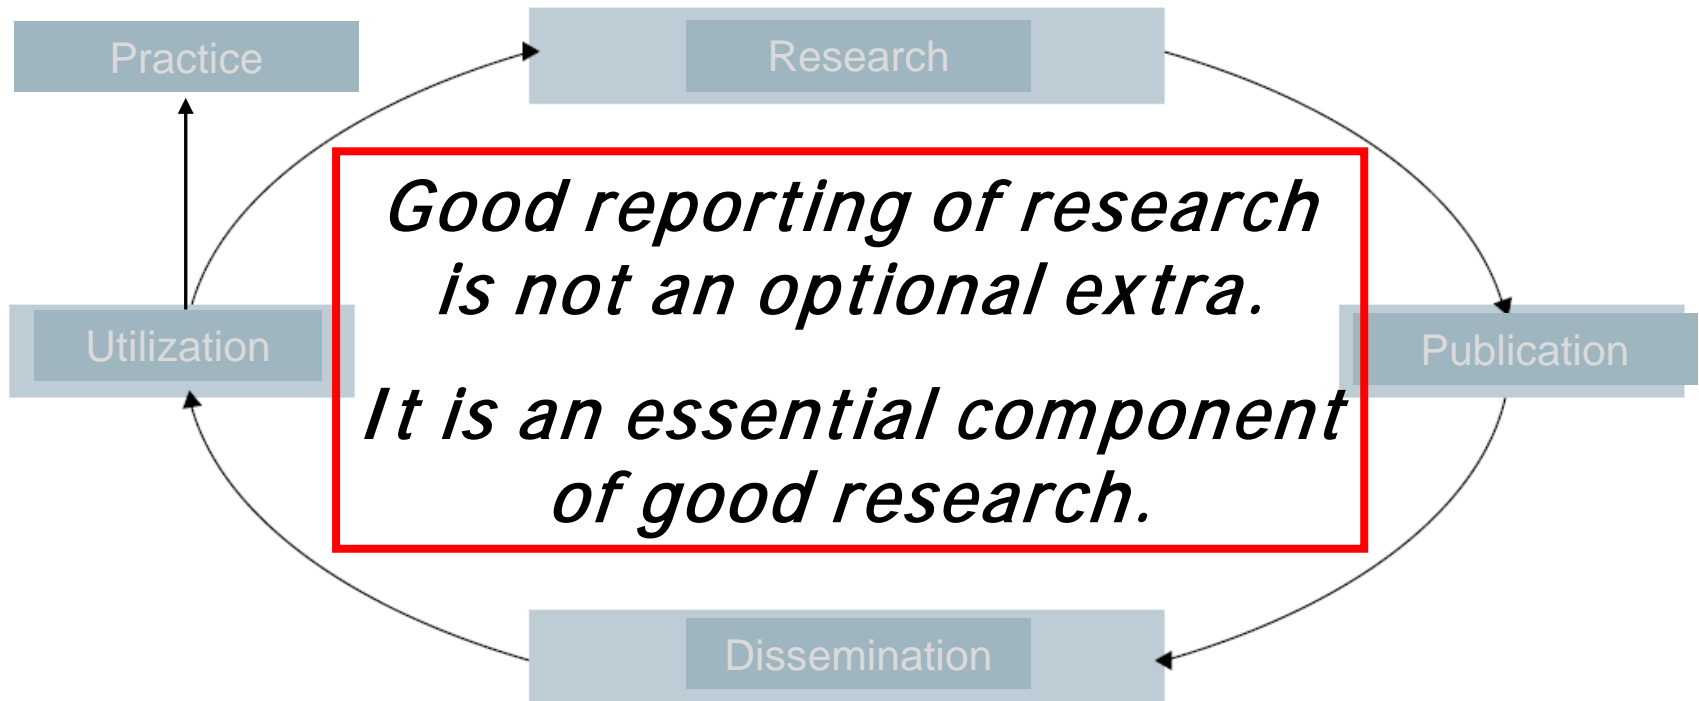 Practice
Research
Good reporting of research
is not an optional extra.
Utilization
Publication
It is an essential component
of good research.
Dissemination